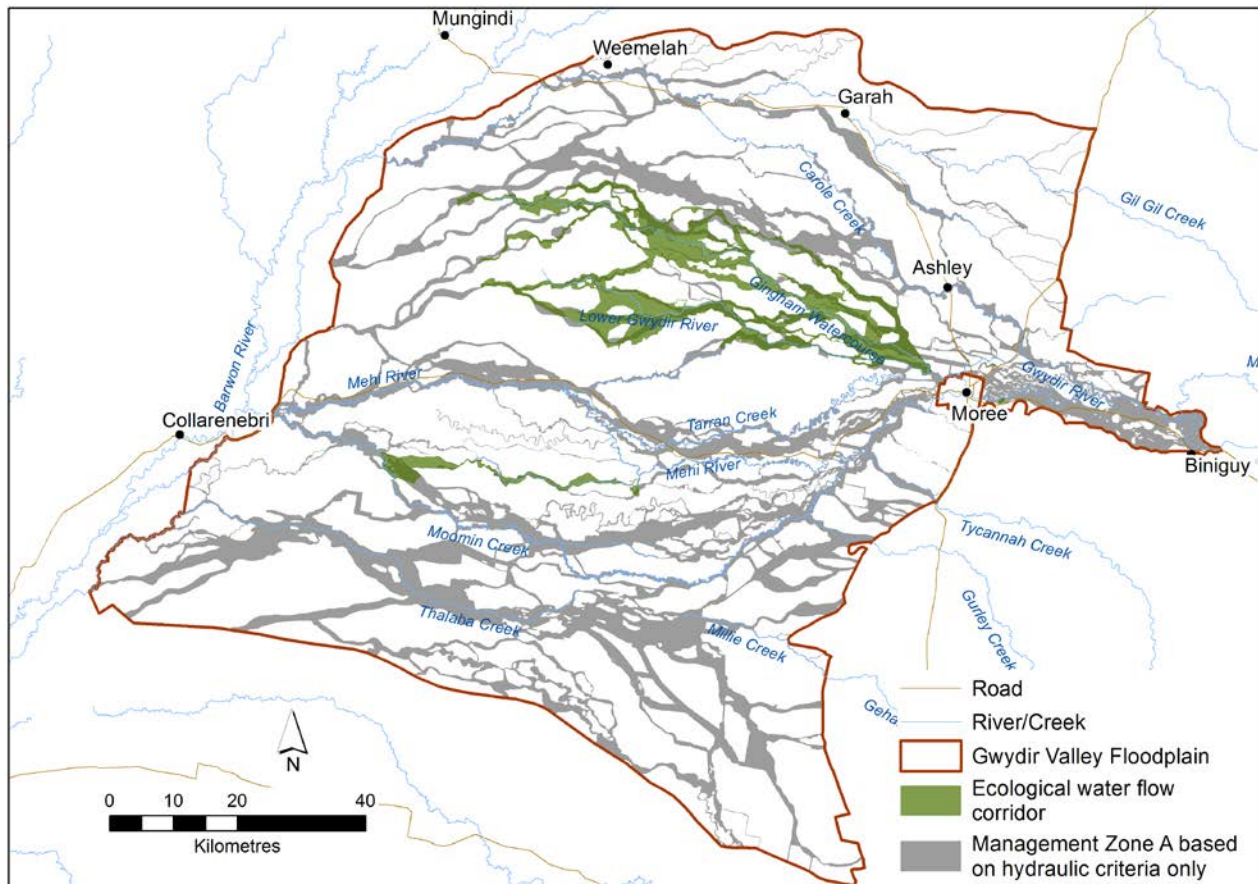 Mungindi
Weemelah
Garah
Carole Creek
Gil Gil Creek
Ashley
Gingham Watercourse
Lower Gwydir River
Barwon River
Mehi River
Gwydir River
M
Collarenebri
Moree
Tarran Creek
Biniguy
Mehi River
Moomin Creek
Tycannah Creek
Thalaba Creek
Millie Creek
Gurley Creek
Geha
N
0 10 20 40
Kilometres
Road
River/Creek
Gwydir Valley Floodplain
Ecological water flow
corridor
Management Zone A based
on hydraulic criteria only